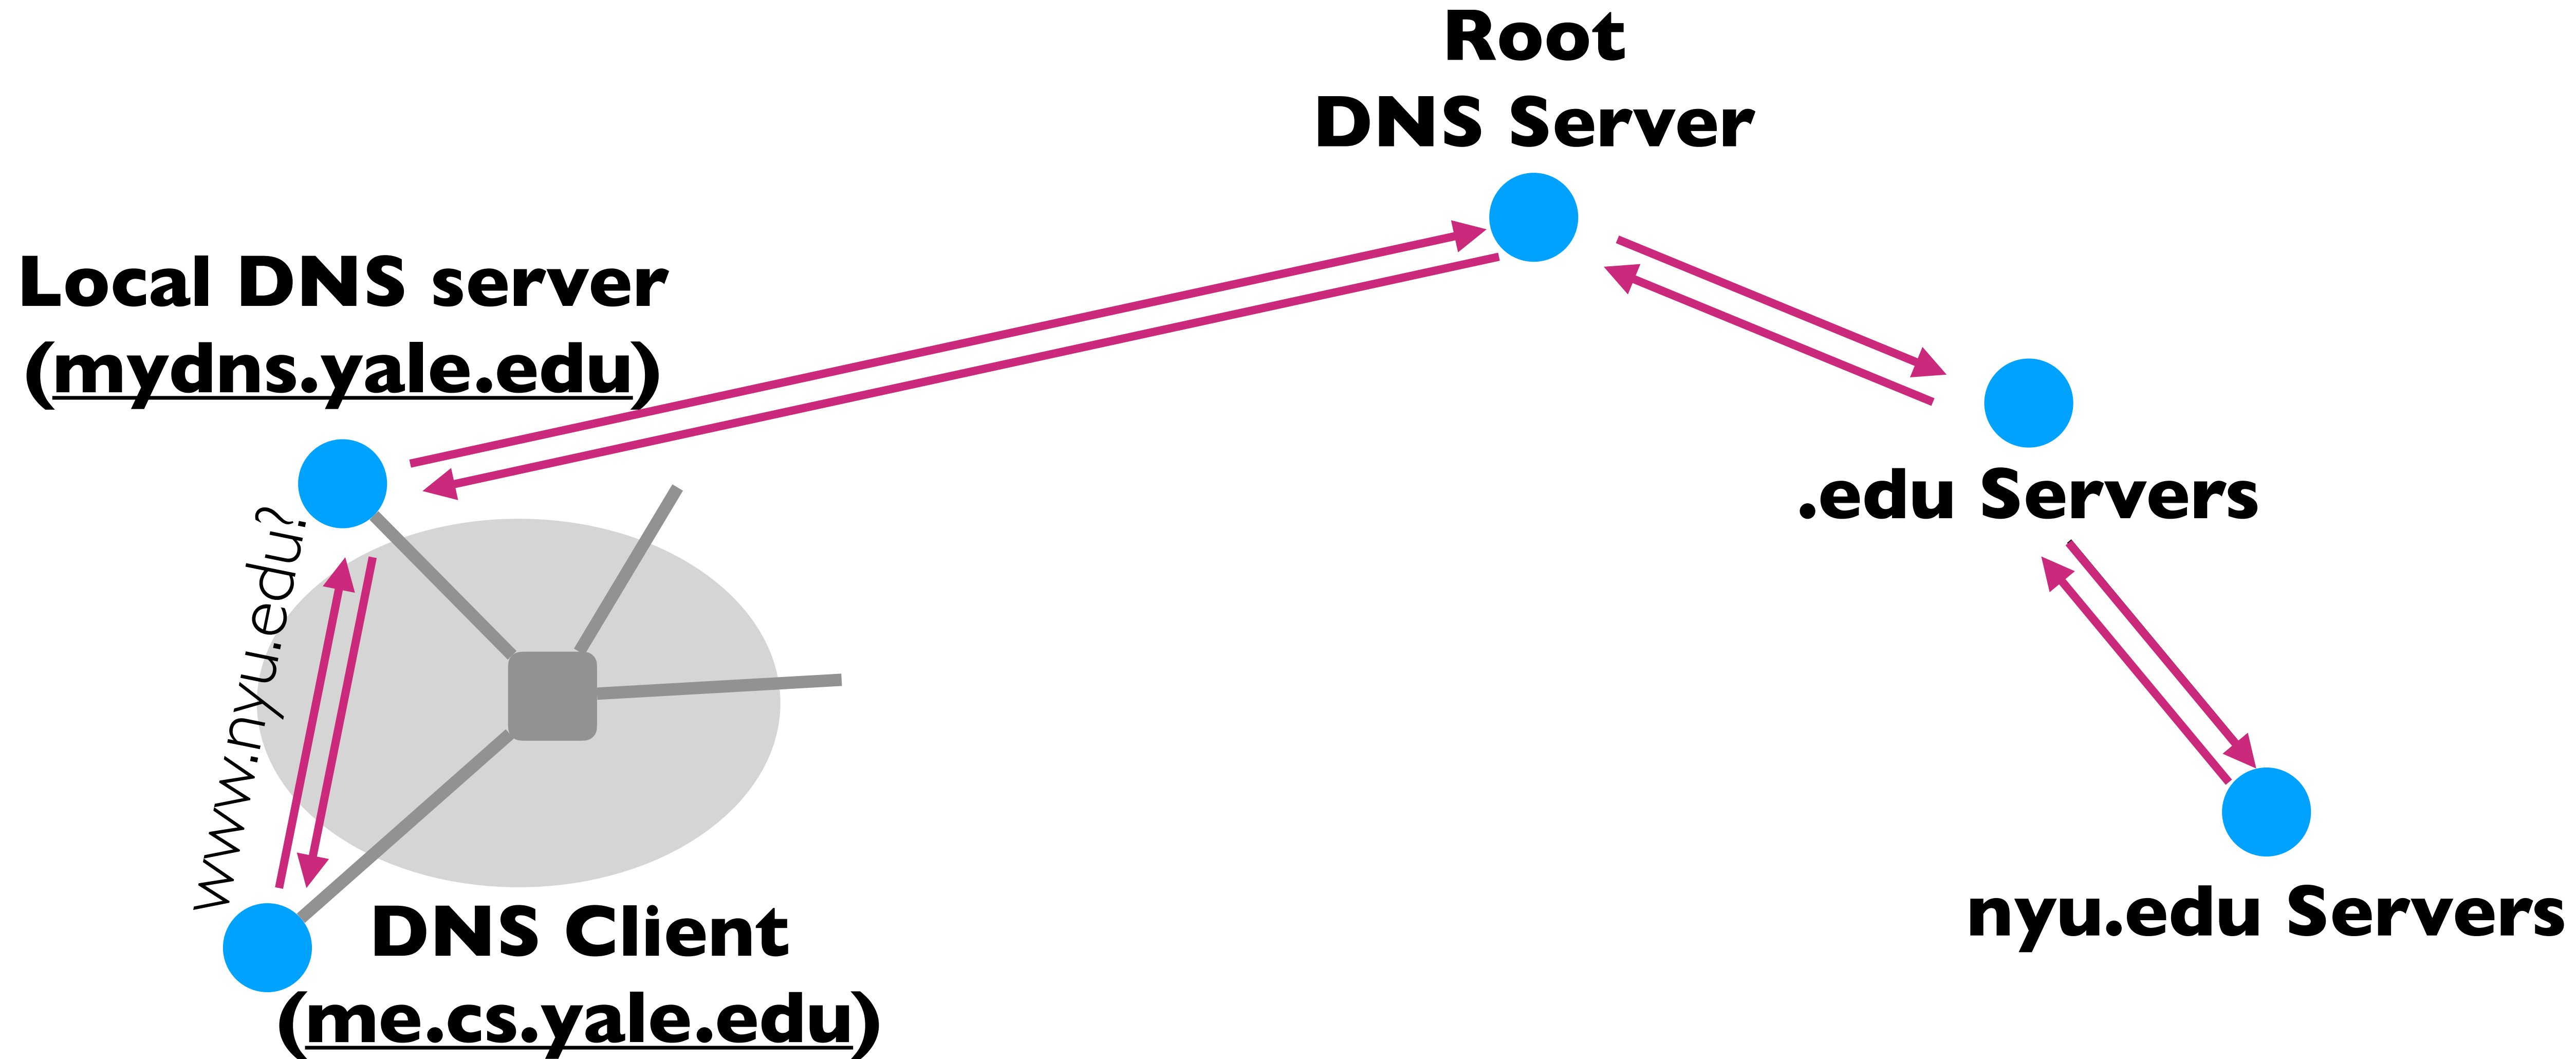 Root
DNS Server
Local DNS server
(mydns.yale.edu)
.edu Servers
www.nyu.edu?
nyu.edu Servers
DNS Client
(me.cs.yale.edu)